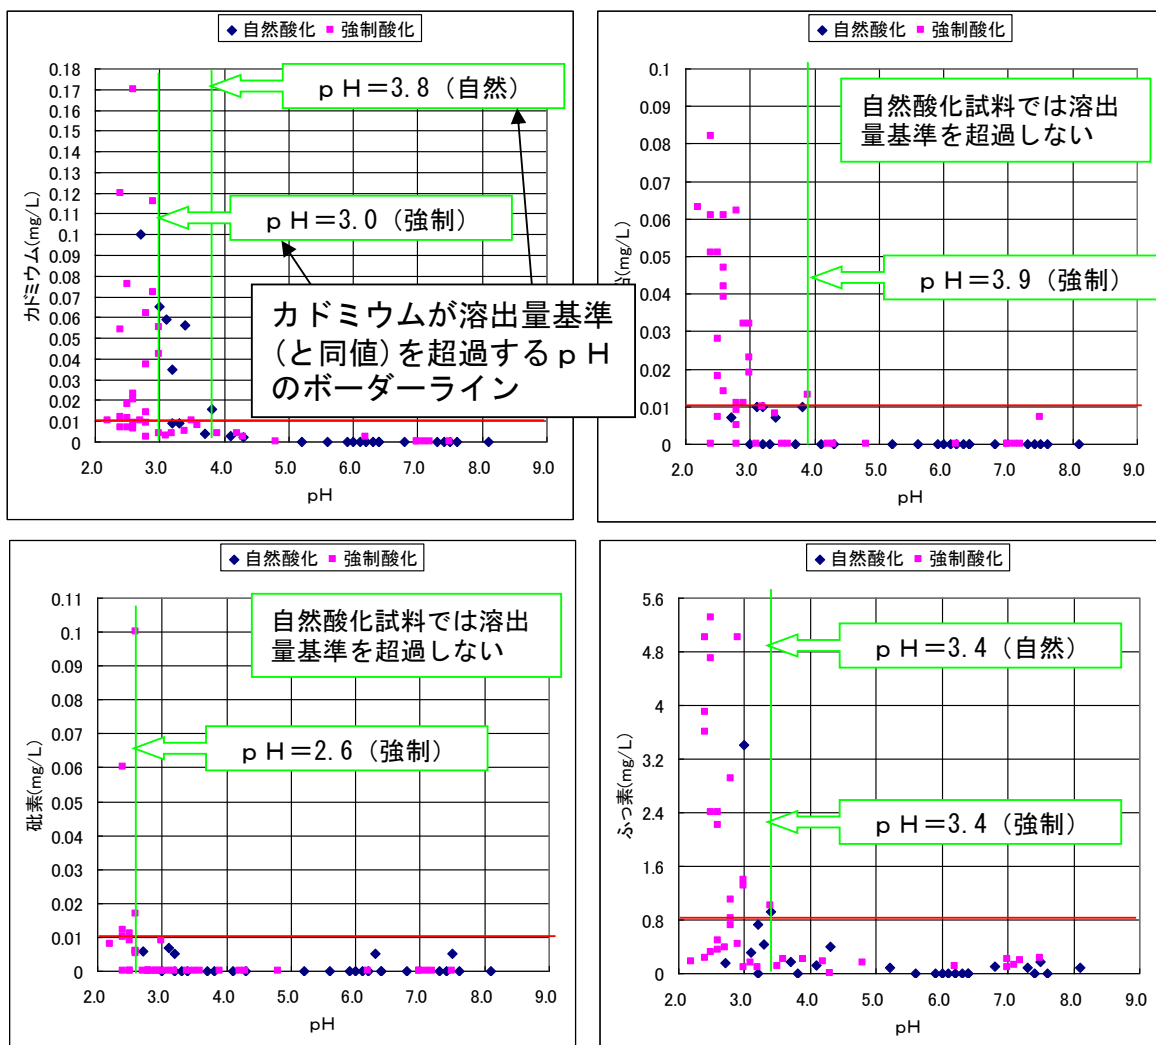 自然酸化 強制酸化
0.18
0.17
0.16
0.15
0.14
0.13
0.12
0.11
0.1
0.09
0.08
0.07
0.06
0.05
0.04
0.03
0.02
0.01
0
カドミウム(mg/L)
2.0 3.0 4.0 5.0 6.0 7.0 8.0 9.0
pH
pH=3.8(自然)
pH=3.0(強制)
カドミウムが溶出量基準
(と同値)を超過するpH
のボーダーライン
自然酸化 強制酸化
0.1
0.09
0.08
0.07
0.06
0.05
0.04
0.03
0.02
0.01
0
(mg/L)
2.0 3.0 4.0 5.0 6.0 7.0 8.0 9.0
pH
自然酸化試料では溶出
量基準を超過しない
pH=3.9(強制)
自然酸化 強制酸化
0.11
0.1
0.09
0.08
0.07
0.06
0.05
0.04
0.03
0.02
0.01
0
砒素(mg/L)
2.0 3.0 4.0 5.0 6.0 7.0 8.0 9.0
pH
自然酸化試料では溶出
量基準を超過しない
pH=2.6(強制)
自然酸化 強制酸化
5.6
4.8
4
3.2
2.4
1.6
0.8
0
ふっ素(mg/L)
2.0 3.0 4.0 5.0 6.0 7.0 8.0 9.0
pH
pH=3.4(自然)
pH=3.4(強制)